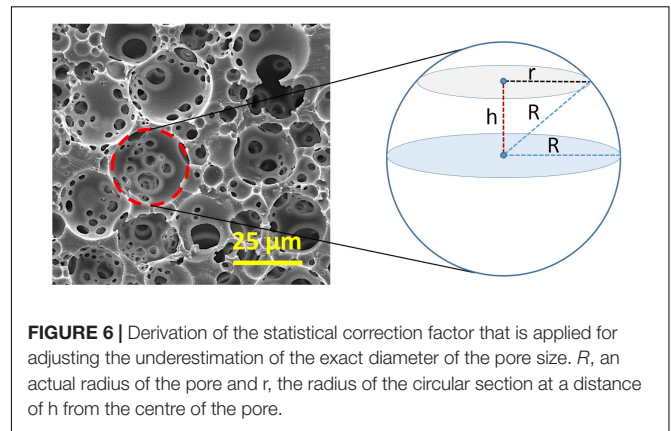 25 µm
r
h
R
R
FIGURE 6 | Derivation of the statistical correction factor that is applied for
adjusting the underestimation of the exact diameter of the pore size. R, an
actual radius of the pore and r, the radius of the circular section at a distance
of h from the centre of the pore.